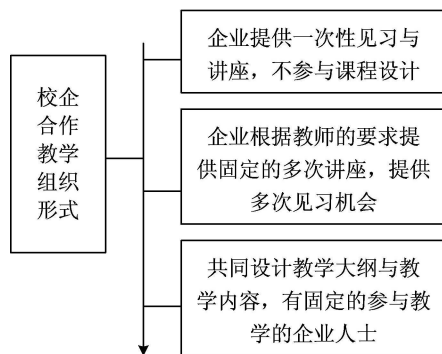 校企
合作
教学
组织
形式
企业提供一次性见习与
讲座，不参与课程设计
企业根据教师的要求提
供固定的多次讲座，提供
多次见习机会
共同设计教学大纲与教
学内容，有固定的参与教
学的企业人士